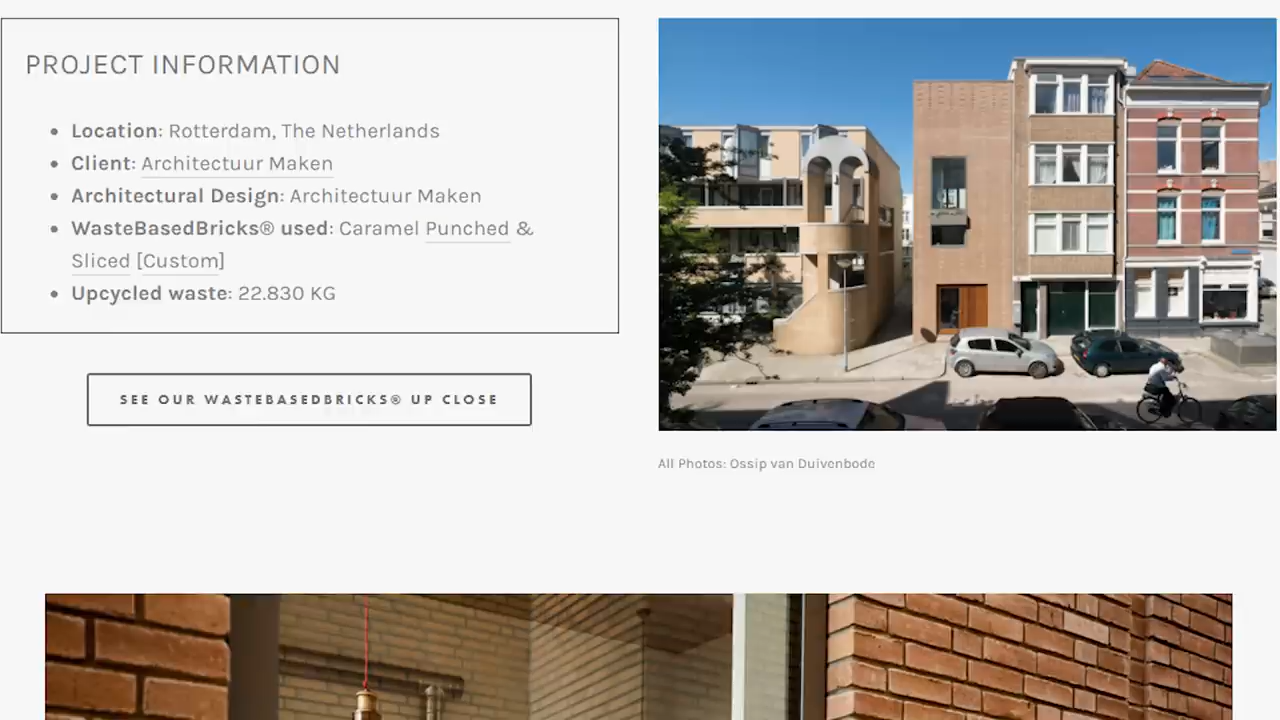 PROJECT INFORMATION
Location: Rotterdam, The Netherlands
Client: Architectuur Maken
Architectural Design: Architectuur Maken
WasteBasedBricks® used: Caramel Punched &
Sliced [Custom]
Upcycled waste: 22.830 KG
SEE OUR WASTEBASEDBRICKS® UP CLOSE
All Photos: Ossip van Duivenbode